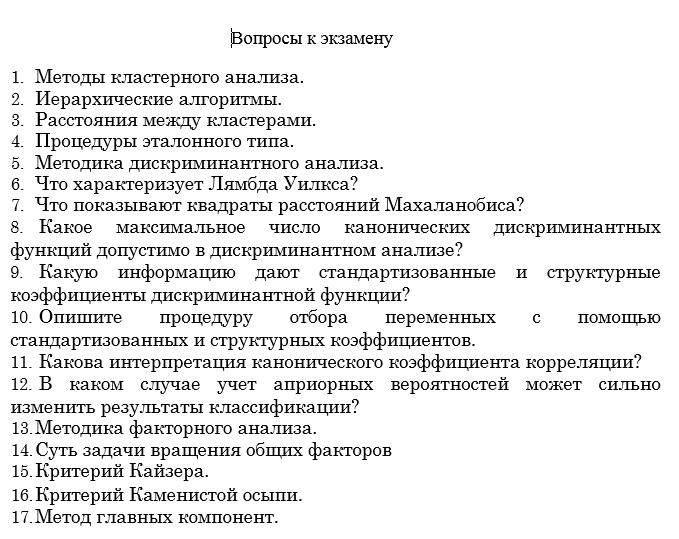 Вопросы к экзамену
1. Методы кластерного анализа.
2. Иерархические алгоритмы.
3. Расстояния между кластерами.
4. Процедуры эталонного типа.
5. Методика дискриминантного анализа.
6. Что характеризует Лямбда Уилкса?
7. Что показывают квадраты расстояний Махаланобиса?
8. Какое максимальное число канонических дискриминантных
функций допустимо в дискриминантном анализе?
9. Какую информацию дают стандартизованные и структурные
коэффициенты дискриминантной функции?
10. Опишите процедуру отбора переменных с помощью
стандартизованных и структурных коэффициентов.
11. Какова интерпретация канонического коэффициента корреляции?
12. В каком случае учет априорных вероятностей может сильно
изменить результаты классификации?
13. Методика факторного анализа.
14. Суть задачи вращения общих факторов
15. Критерий Кайзера.
16. Критерий Каменистой осыпи.
17. Метод главных компонент.